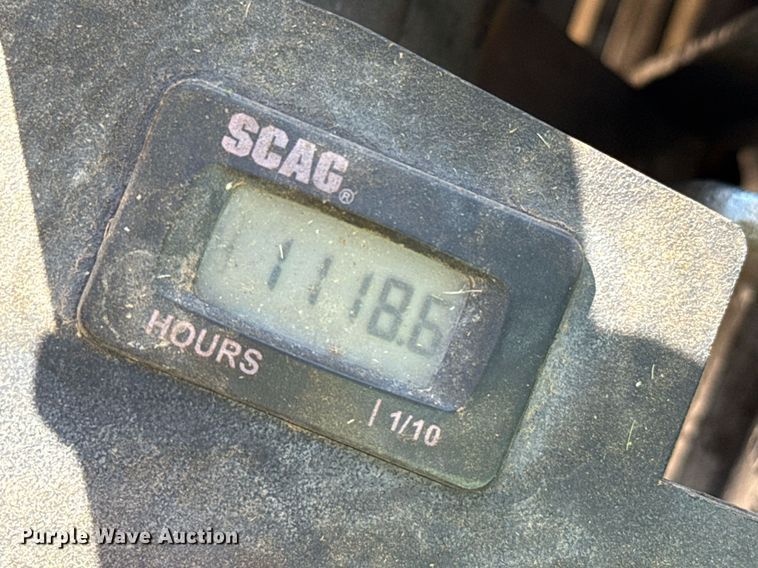 SCAG®
1118.6
HOURS
1/10
Purple Wave Auction